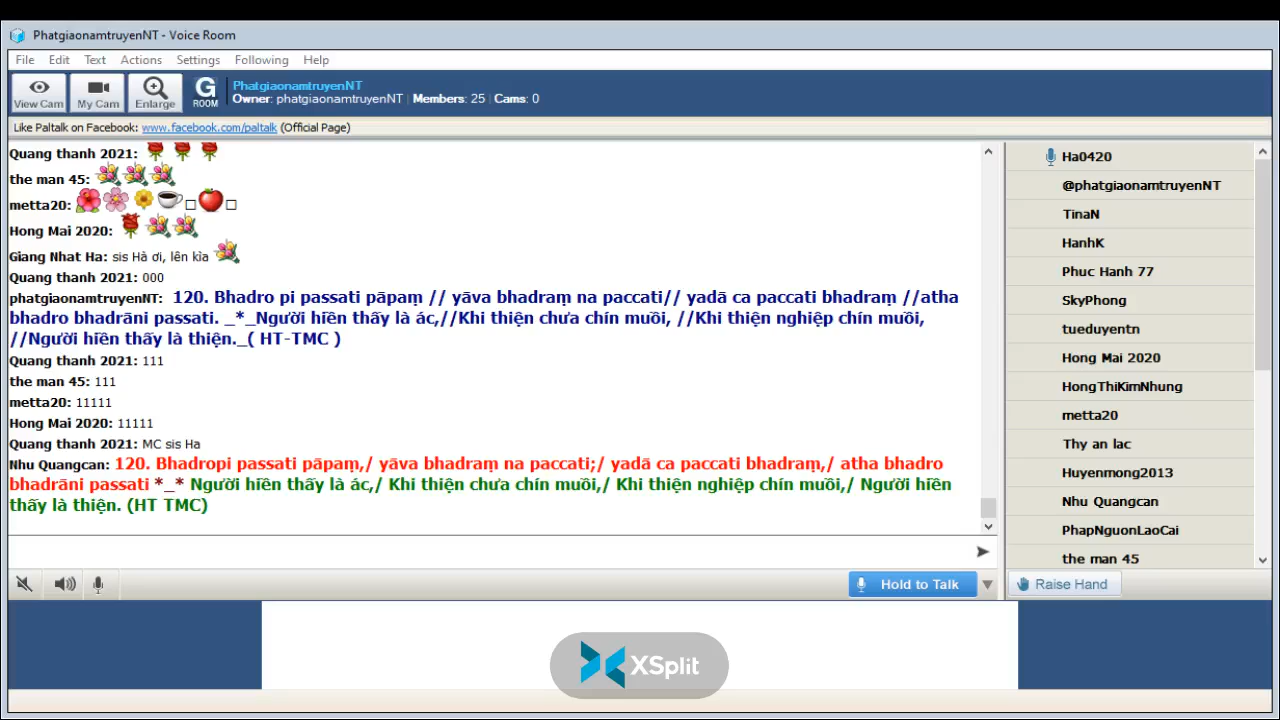 PhatgiaonamtruyenNT - Voice Room
File Edit Text Actions Settings Following Help
View Cam
My Cam
Enlarge
G ROOM
PhatgiaonamtruyenNT
Owner: phatgiaonamtruyenNT | Members: 25 | Cams: 0
Like Paltalk on Facebook: www.facebook.com/paltalk (Official Page)
Quang thanh 2021:
the man 45:
metta20:
Hong Mai 2020:
Giang Nhat Ha: sis Hà ơi, lên kìa
Quang thanh 2021: 000
phatgiaonamtruyenNT: 120. Bhadro pi passati pāpaṃ // yāva bhadraṃ na paccati// yadā ca paccati bhadraṃ //atha
bhadro bhadrāni passati. _*_Người hiền thấy là ác,//Khi thiện chưa chín muồi, //Khi thiện nghiệp chín muồi,
//Người hiền thấy là thiện._( HT-TMC )
Quang thanh 2021: 111
the man 45: 111
metta20: 11111
Hong Mai 2020: 11111
Quang thanh 2021: MC sis Ha
Nhu Quangcan: 120. Bhadropi passati pāpaṃ,/ yāva bhadraṃ na paccati;/ yadā ca paccati bhadraṃ,/ atha bhadro
bhadrāni passati *_* Người hiền thấy là ác,/ Khi thiện chưa chín muồi,/ Khi thiện nghiệp chín muồi,/ Người hiền
thấy là thiện. (HT TMC)
Hold to Talk
Ha0420
@phatgiaonamtruyenNT
TinaN
HanhK
Phuc Hanh 77
SkyPhong
tueduyentn
Hong Mai 2020
HongThiKimNhung
metta20
Thy an lac
Huyenmong2013
Nhu Quangcan
PhapNguonLaoCai
the man 45
Raise Hand
XSplit